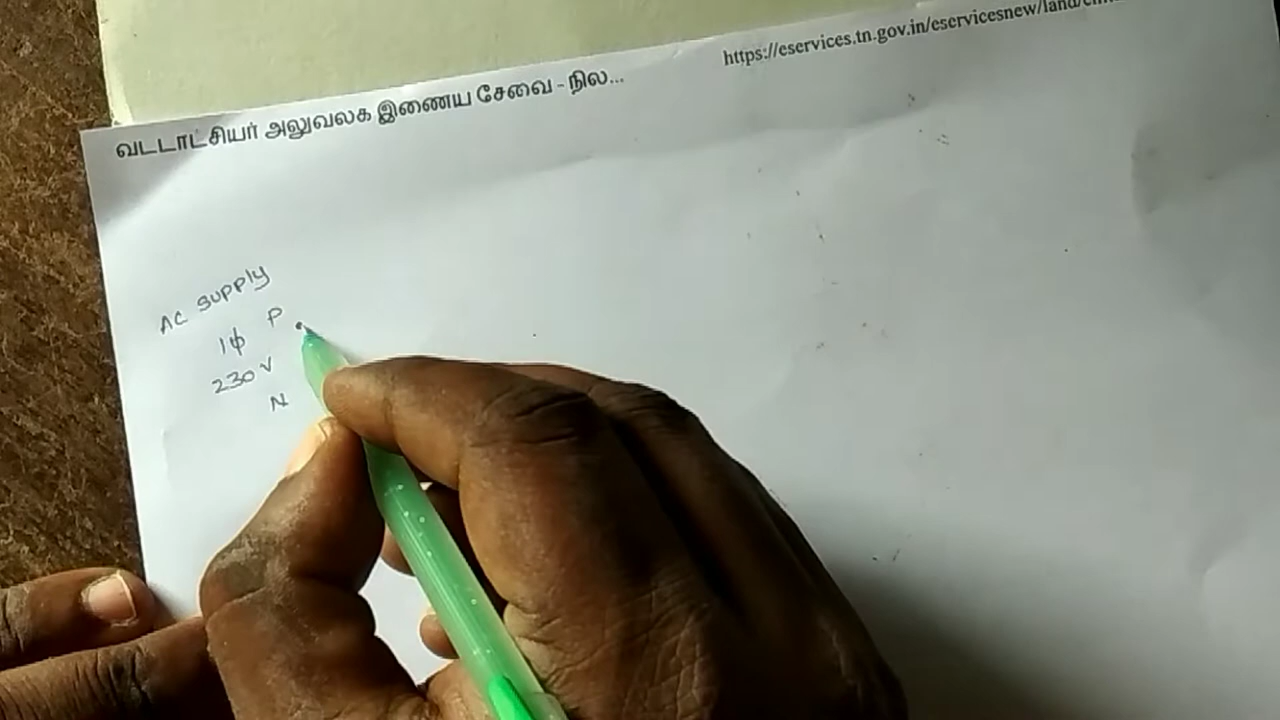 வட்டாட்சியர் அலுவலக இணைய சேவை - நில...
https://eservices.tn.gov.in/eservicesnew/land/
AC SUPPLY
1ϕ P
230 V
N